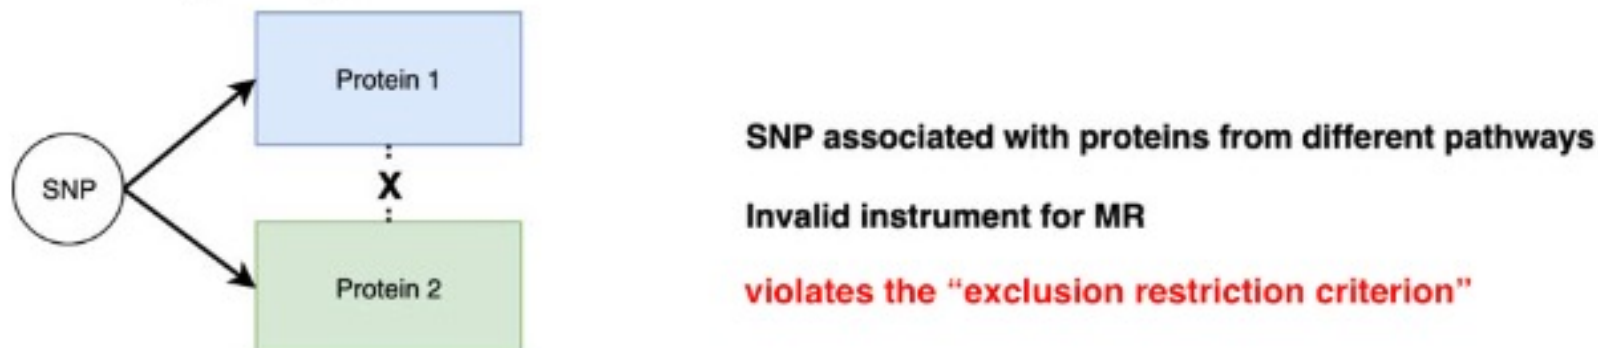 Protein 1
SNP associated with proteins from different pathways
X
SNP
Invalid instrument for MR
Protein 2
violates the “exclusion restriction criterion”